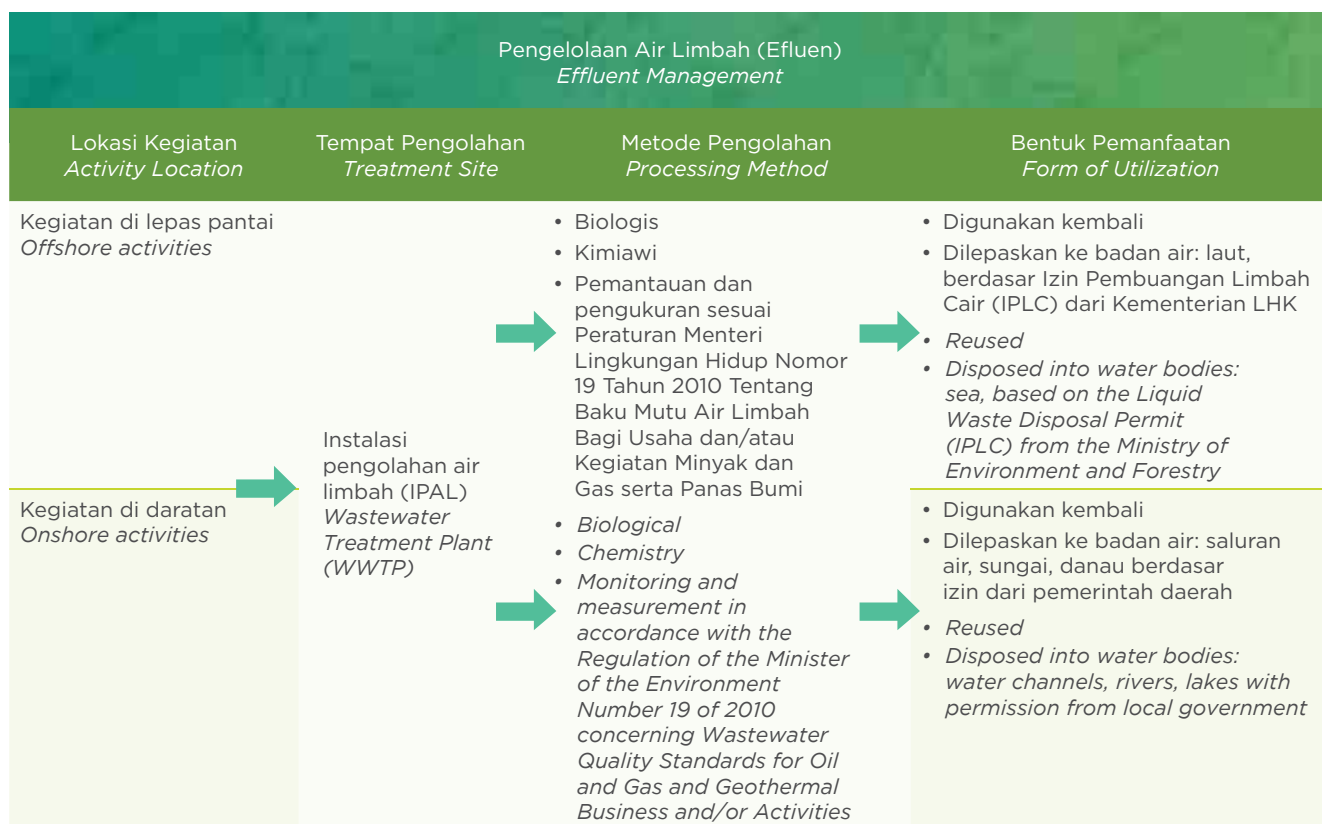 Pengelolaan Air Limbah (Efluen)
Effluent Management
Lokasi Kegiatan
Activity Location
Tempat Pengolahan
Treatment Site
Metode Pengolahan
Processing Method
Bentuk Pemanfaatan
Form of Utilization
Kegiatan di lepas pantai
Offshore activities
Kegiatan di daratan
Onshore activities
Instalasi
pengolahan air
limbah (IPAL)
Wastewater
Treatment Plant
(WWTP)
• Biologis
• Kimiawi
• Pemantauan dan
pengukuran sesuai
Peraturan Menteri
Lingkungan Hidup Nomor
19 Tahun 2010 Tentang
Baku Mutu Air Limbah
Bagi Usaha dan/atau
Kegiatan Minyak dan
Gas serta Panas Bumi
• Biological
• Chemistry
• Monitoring and
measurement in
accordance with the
Regulation of the Minister
of the Environment
Number 19 of 2010
concerning Wastewater
Quality Standards for Oil
and Gas and Geothermal
Business and/or Activities
• Digunakan kembali
• Dilepaskan ke badan air: laut,
berdasar Izin Pembuangan Limbah
Cair (IPLC) dari Kementerian LHK
• Reused
• Disposed into water bodies:
sea, based on the Liquid
Waste Disposal Permit
(IPLC) from the Ministry of
Environment and Forestry
• Digunakan kembali
• Dilepaskan ke badan air: saluran
air, sungai, danau berdasar
izin dari pemerintah daerah
• Reused
• Disposed into water bodies:
water channels, rivers, lakes with
permission from local government